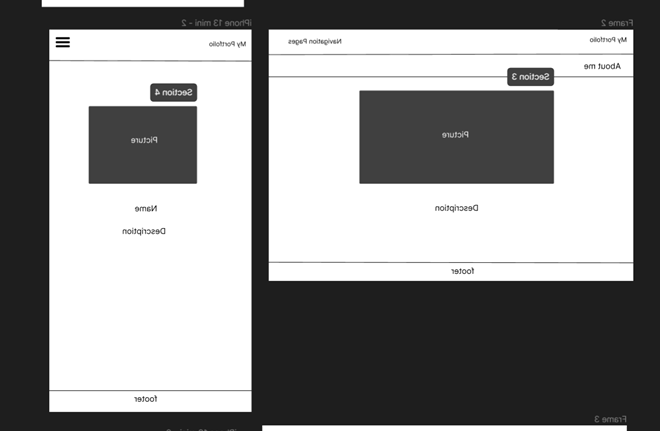 Frame 2
My Portfolio
Navigation Pages
About me
Section 3
Picture
Description
footer
iPhone 13 mini - 2
My Portfolio
Section 4
Picture
Name
Description
footer
Frame 3